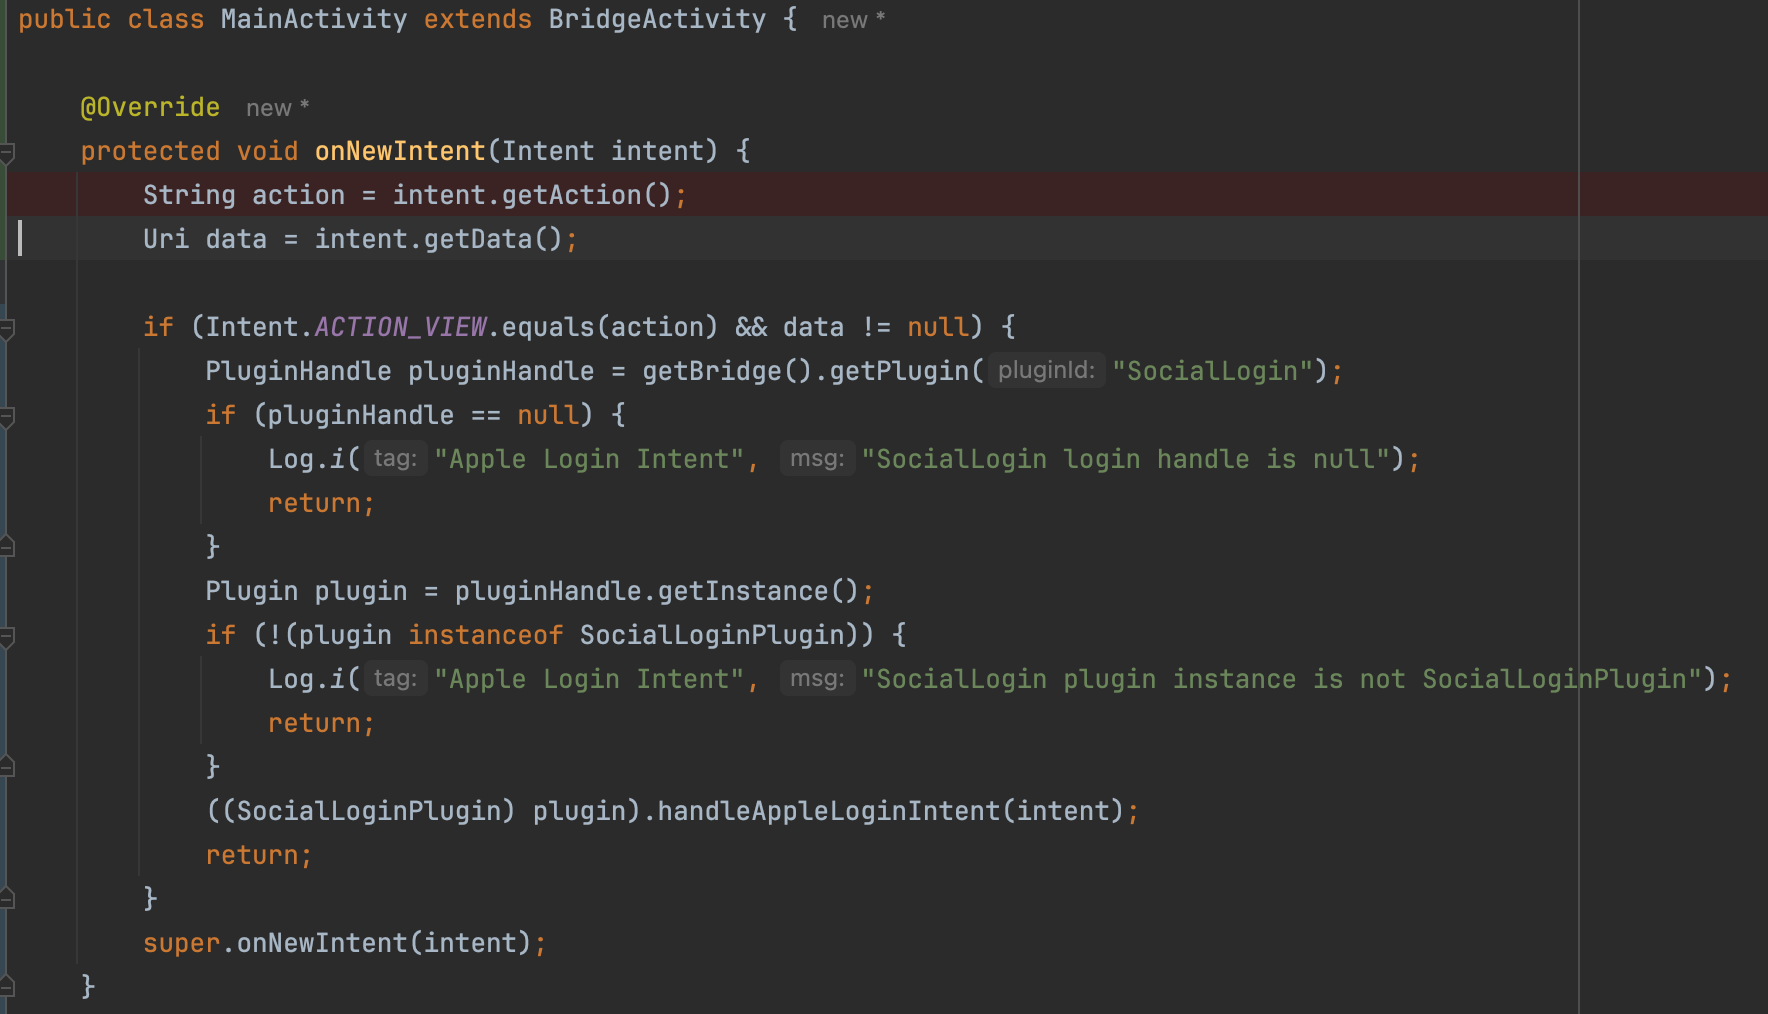 public class MainActivity extends BridgeActivity { new *
@Override new *
protected void onNewIntent(Intent intent) {
String action = intent.getAction();
Uri data = intent.getData();
if (Intent.ACTION_VIEW.equals(action) && data != null) {
PluginHandle pluginHandle = getBridge().getPlugin( pluginId: "SocialLogin");
if (pluginHandle == null) {
Log.i( tag: "Apple Login Intent", msg: "SocialLogin login handle is null");
return;
}
Plugin plugin = pluginHandle.getInstance();
if (!(plugin instanceof SocialLoginPlugin)) {
Log.i( tag: "Apple Login Intent", msg: "SocialLogin plugin instance is not SocialLoginPlugin");
return;
}
((SocialLoginPlugin) plugin).handleAppleLoginIntent(intent);
return;
}
super.onNewIntent(intent);
}